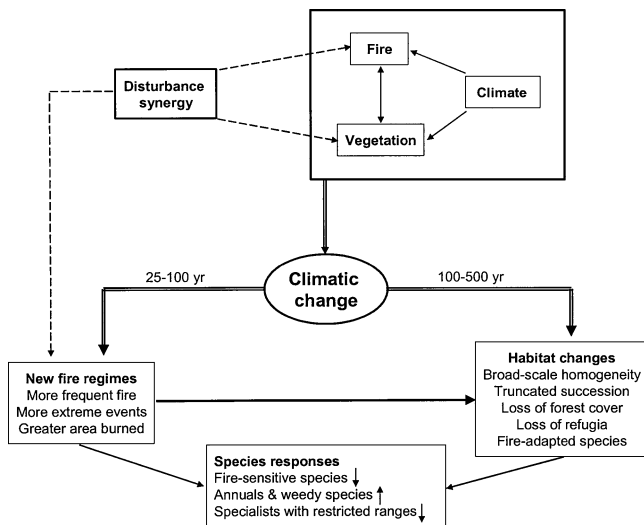 Fire
Disturbance
synergy
Climate
Vegetation
25-100 yr
Climatic
change
100-500 yr
New fire regimes
More frequent fire
More extreme events
Greater area burned
Habitat changes
Broad-scale homogeneity
Truncated succession
Loss of forest cover
Loss of refugia
Fire-adapted species
Species responses
Fire-sensitive species ↓
Annuals & weedy species ↑
Specialists with restricted ranges ↓